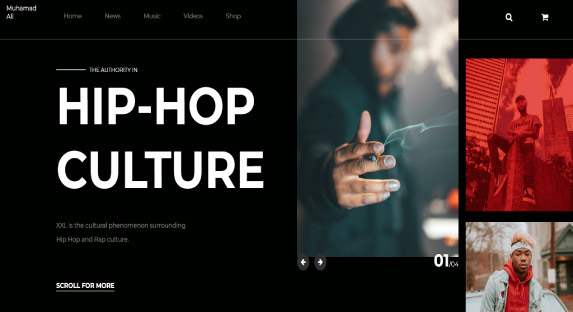 Muhamad
Ali
Home
News
Music
Videos
Shop
THE AUTHORITY IN
HIP-HOP
CULTURE
XXL is the cultural phenomenon surrounding
Hip Hop and Rap culture.
01/04
SCROLL FOR MORE